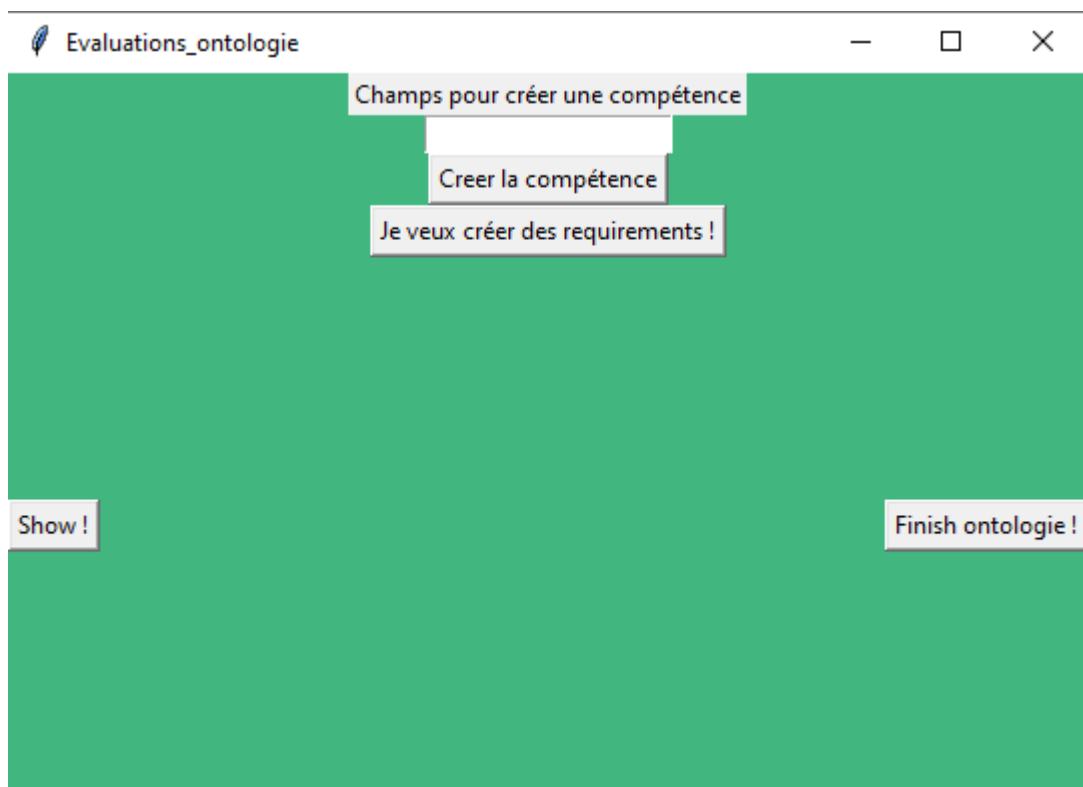 Evaluations_ontologie
Champs pour créer une compétence
Creer la compétence
Je veux créer des requirements !
Show !
Finish ontologie !